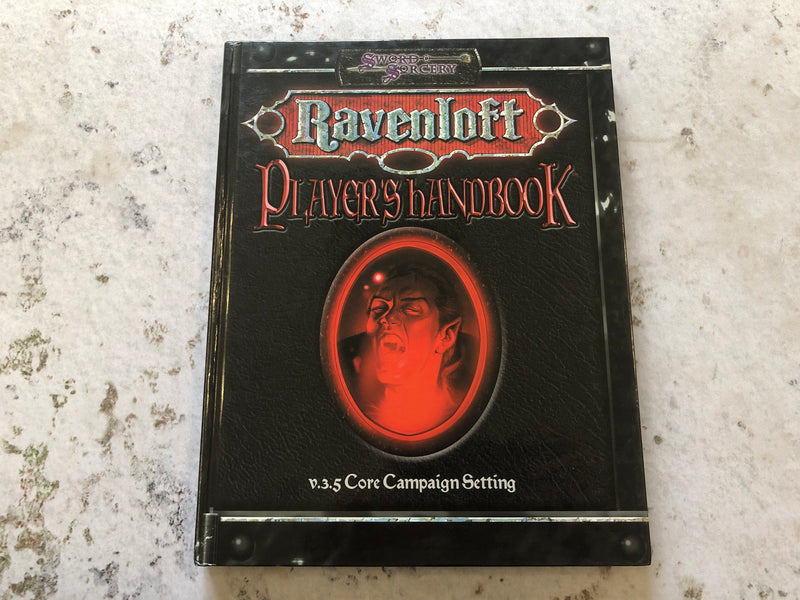 Sword & Sorcery
Ravenloft
Player's Handbook
v.3.5 Core Campaign Setting